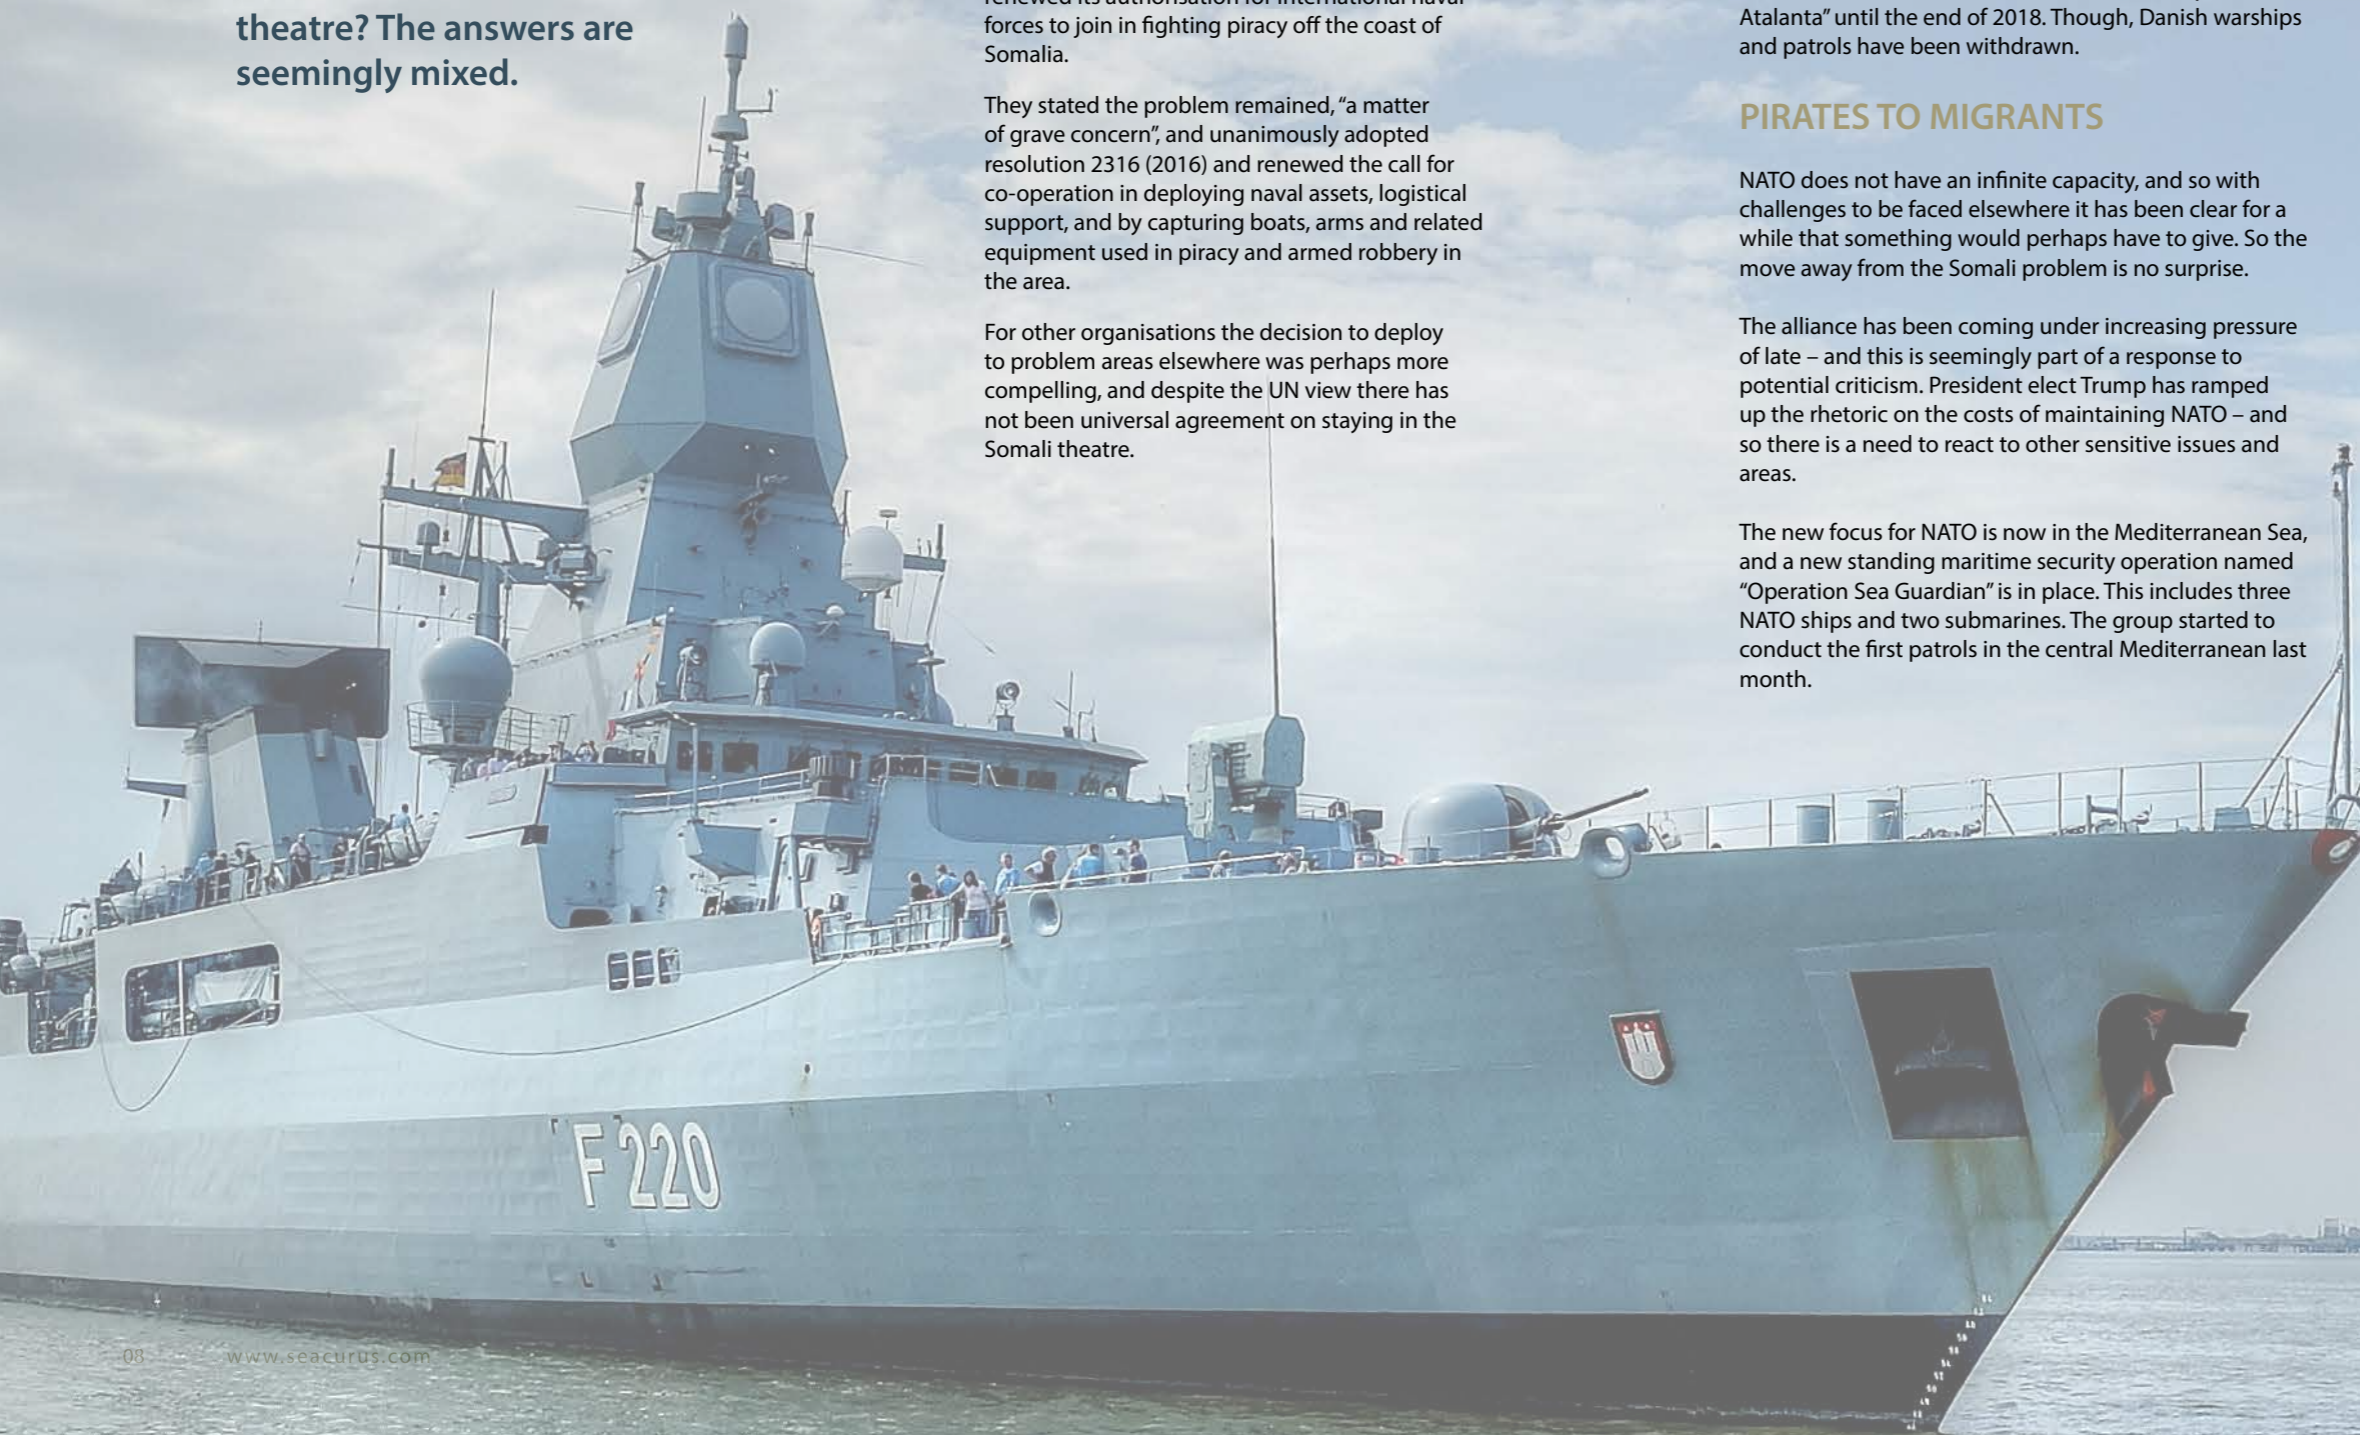 theatre? The answers are
seemingly mixed.
renewed its authorisation for international naval
forces to join in fighting piracy off the coast of
Somalia.
They stated the problem remained, “a matter
of grave concern”, and unanimously adopted
resolution 2316 (2016) and renewed the call for
co-operation in deploying naval assets, logistical
support, and by capturing boats, arms and related
equipment used in piracy and armed robbery in
the area.
For other organisations the decision to deploy
to problem areas elsewhere was perhaps more
compelling, and despite the UN view there has
not been universal agreement on staying in the
Somali theatre.
Atalanta” until the end of 2018. Though, Danish warships
and patrols have been withdrawn.
PIRATES TO MIGRANTS
NATO does not have an infinite capacity, and so with
challenges to be faced elsewhere it has been clear for a
while that something would perhaps have to give. So the
move away from the Somali problem is no surprise.
The alliance has been coming under increasing pressure
of late – and this is seemingly part of a response to
potential criticism. President elect Trump has ramped
up the rhetoric on the costs of maintaining NATO – and
so there is a need to react to other sensitive issues and
areas.
The new focus for NATO is now in the Mediterranean Sea,
and a new standing maritime security operation named
“Operation Sea Guardian” is in place. This includes three
NATO ships and two submarines. The group started to
conduct the first patrols in the central Mediterranean last
month.
F 220
08
www.seacurus.com